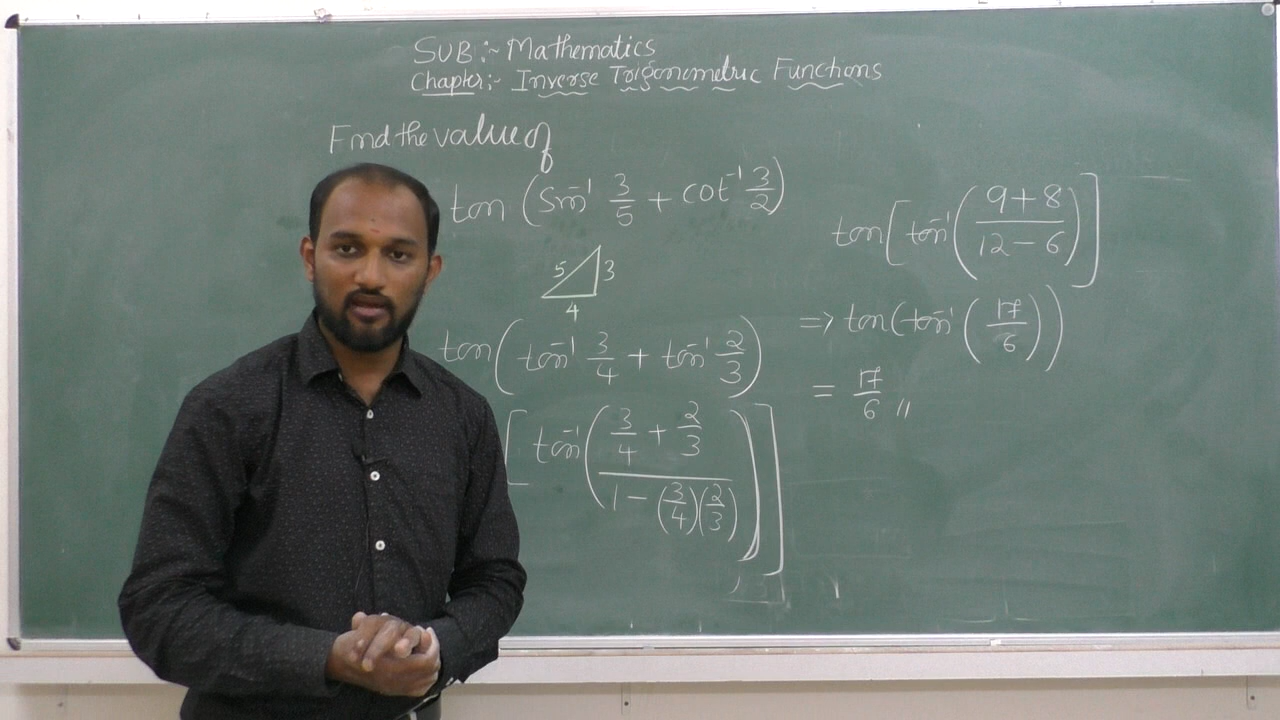 SUB:- Mathematics
Chapter:- Inverse Trigonometric Functions
Find the value of
tan (sin⁻¹ 3/5 + cot⁻¹ 3/2)
5 3
4
tan (tan⁻¹ 3/4 + tan⁻¹ 2/3)
[tan⁻¹ ((3/4 + 2/3) / (1 - (3/4)(2/3)))]
tan [tan⁻¹ ((9+8) / (12-6))]
=> tan (tan⁻¹ (17/6))
= 17/6 //